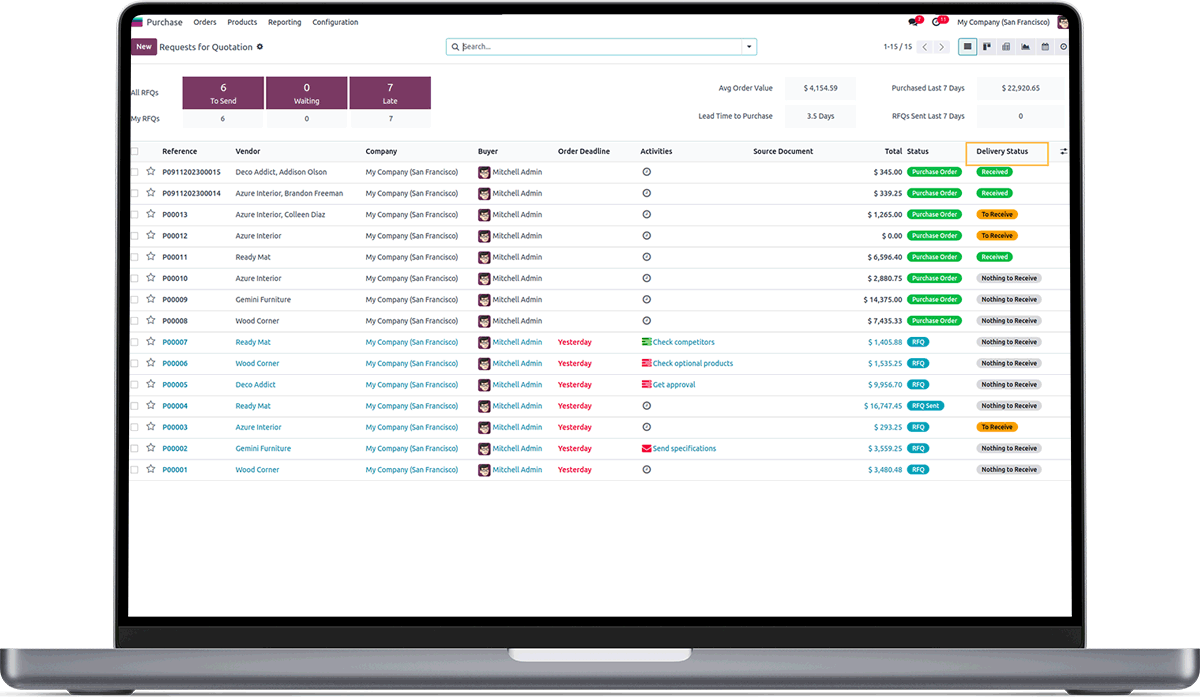 Purchase Orders Products Reporting Configuration 7 11 My Company (San Francisco)
New Requests for Quotation Search... 1-15 / 15
All RFQs 6 To Send 0 Waiting 7 Late Avg Order Value $ 4,154.59 Purchased Last 7 Days $ 22,920.65
My RFQs 6 0 7 Lead Time to Purchase 3.5 Days RFQs Sent Last 7 Days 0
Reference Vendor Company Buyer Order Deadline Activities Source Document Total Status Delivery Status
P0911202300015 Deco Addict, Addison Olson My Company (San Francisco) Mitchell Admin $ 345.00 Purchase Order Received
P0911202300014 Azure Interior, Brandon Freeman My Company (San Francisco) Mitchell Admin $ 339.25 Purchase Order Received
P00013 Azure Interior, Colleen Diaz My Company (San Francisco) Mitchell Admin $ 1,265.00 Purchase Order To Receive
P00012 Azure Interior My Company (San Francisco) Mitchell Admin $ 0.00 Purchase Order To Receive
P00011 Ready Mat My Company (San Francisco) Mitchell Admin $ 6,596.40 Purchase Order Received
P00010 Azure Interior My Company (San Francisco) Mitchell Admin $ 2,880.75 Purchase Order Nothing to Receive
P00009 Gemini Furniture My Company (San Francisco) Mitchell Admin $ 14,375.00 Purchase Order Nothing to Receive
P00008 Wood Corner My Company (San Francisco) Mitchell Admin $ 7,435.33 Purchase Order Nothing to Receive
P00007 Ready Mat My Company (San Francisco) Mitchell Admin Yesterday Check competitors $ 1,405.88 RFQ Nothing to Receive
P00006 Wood Corner My Company (San Francisco) Mitchell Admin Yesterday Check optional products $ 1,535.25 RFQ Nothing to Receive
P00005 Deco Addict My Company (San Francisco) Mitchell Admin Yesterday Get approval $ 9,956.70 RFQ Nothing to Receive
P00004 Ready Mat My Company (San Francisco) Mitchell Admin Yesterday $ 16,747.45 RFQ Sent Nothing to Receive
P00003 Azure Interior My Company (San Francisco) Mitchell Admin Yesterday $ 293.25 RFQ To Receive
P00002 Gemini Furniture My Company (San Francisco) Mitchell Admin Yesterday Send specifications $ 3,559.25 RFQ Nothing to Receive
P00001 Wood Corner My Company (San Francisco) Mitchell Admin Yesterday $ 3,480.48 RFQ Nothing to Receive